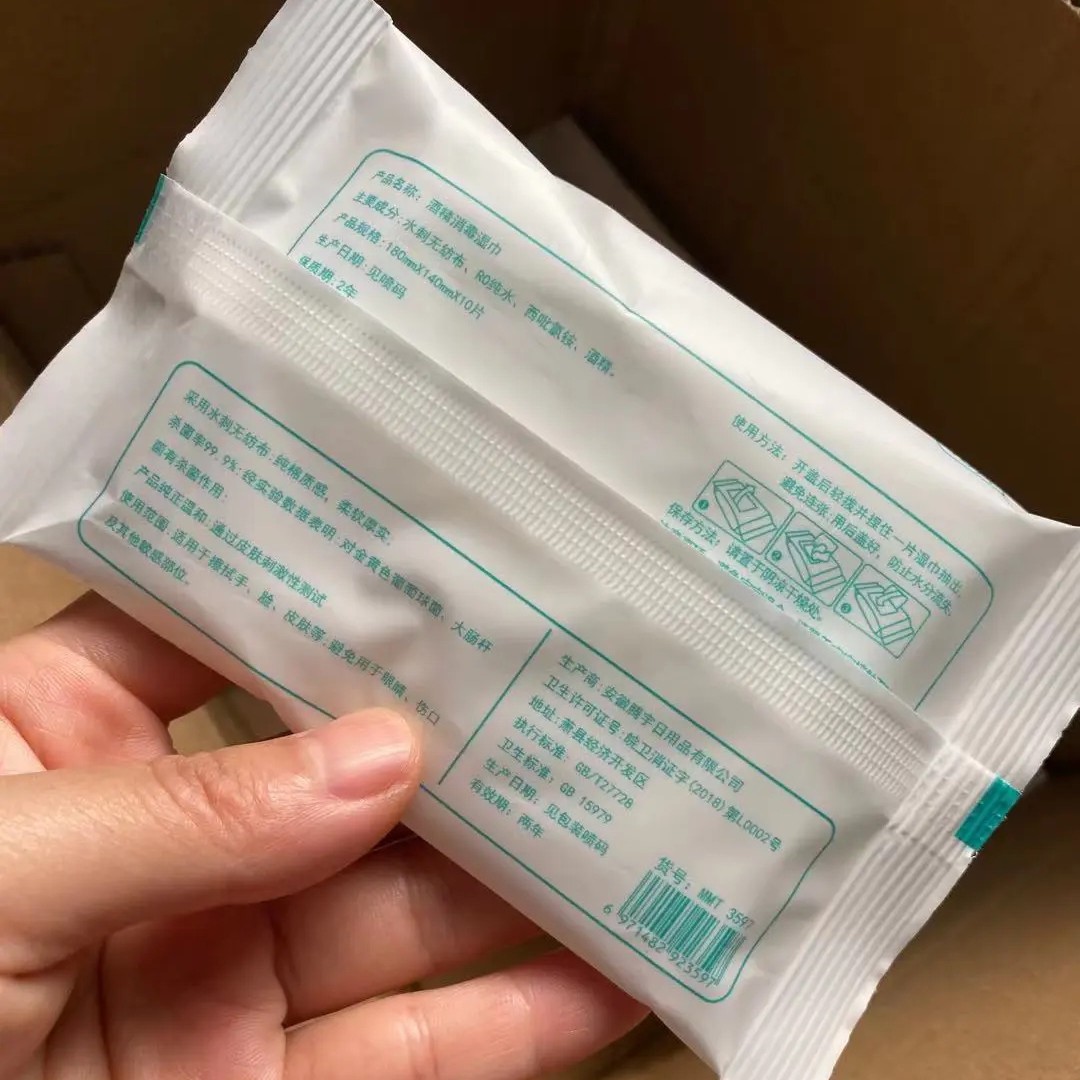 产品名称：酒精消毒湿巾
主要成分：水刺无纺布、RO纯水、西吡氯铵、酒精。
产品规格：180mmX140mmX10片
生产日期：见喷码
保质期：2年
使用方法：开盖后轻拨并捏住一片湿巾抽出，
避免连张，用后盖好，防止水分流失。
1
2
3
保存方法：请置于阴冻干燥处。
采用水刺无纺布：纯棉质感，柔软厚实。
杀菌率99.9%：经实验数据表明：对金黄色葡萄球菌、大肠杆
菌有杀菌作用：
产品纯正温和，通过皮肤刺激性测试
使用范围：适用于擦拭手、脸、皮肤等：避免用于眼睛、伤口
及其他敏感部位。
生产商：安徽腾宇日用品有限公司
卫生许可证号：皖卫消证字(2018)第L0002号
地址：萧县经济开发区
执行标准：GB/T27728
卫生标准：GB 15979
生产日期：见包装喷码
有效期：两年
货号：MMT 3597
6 971482 923597